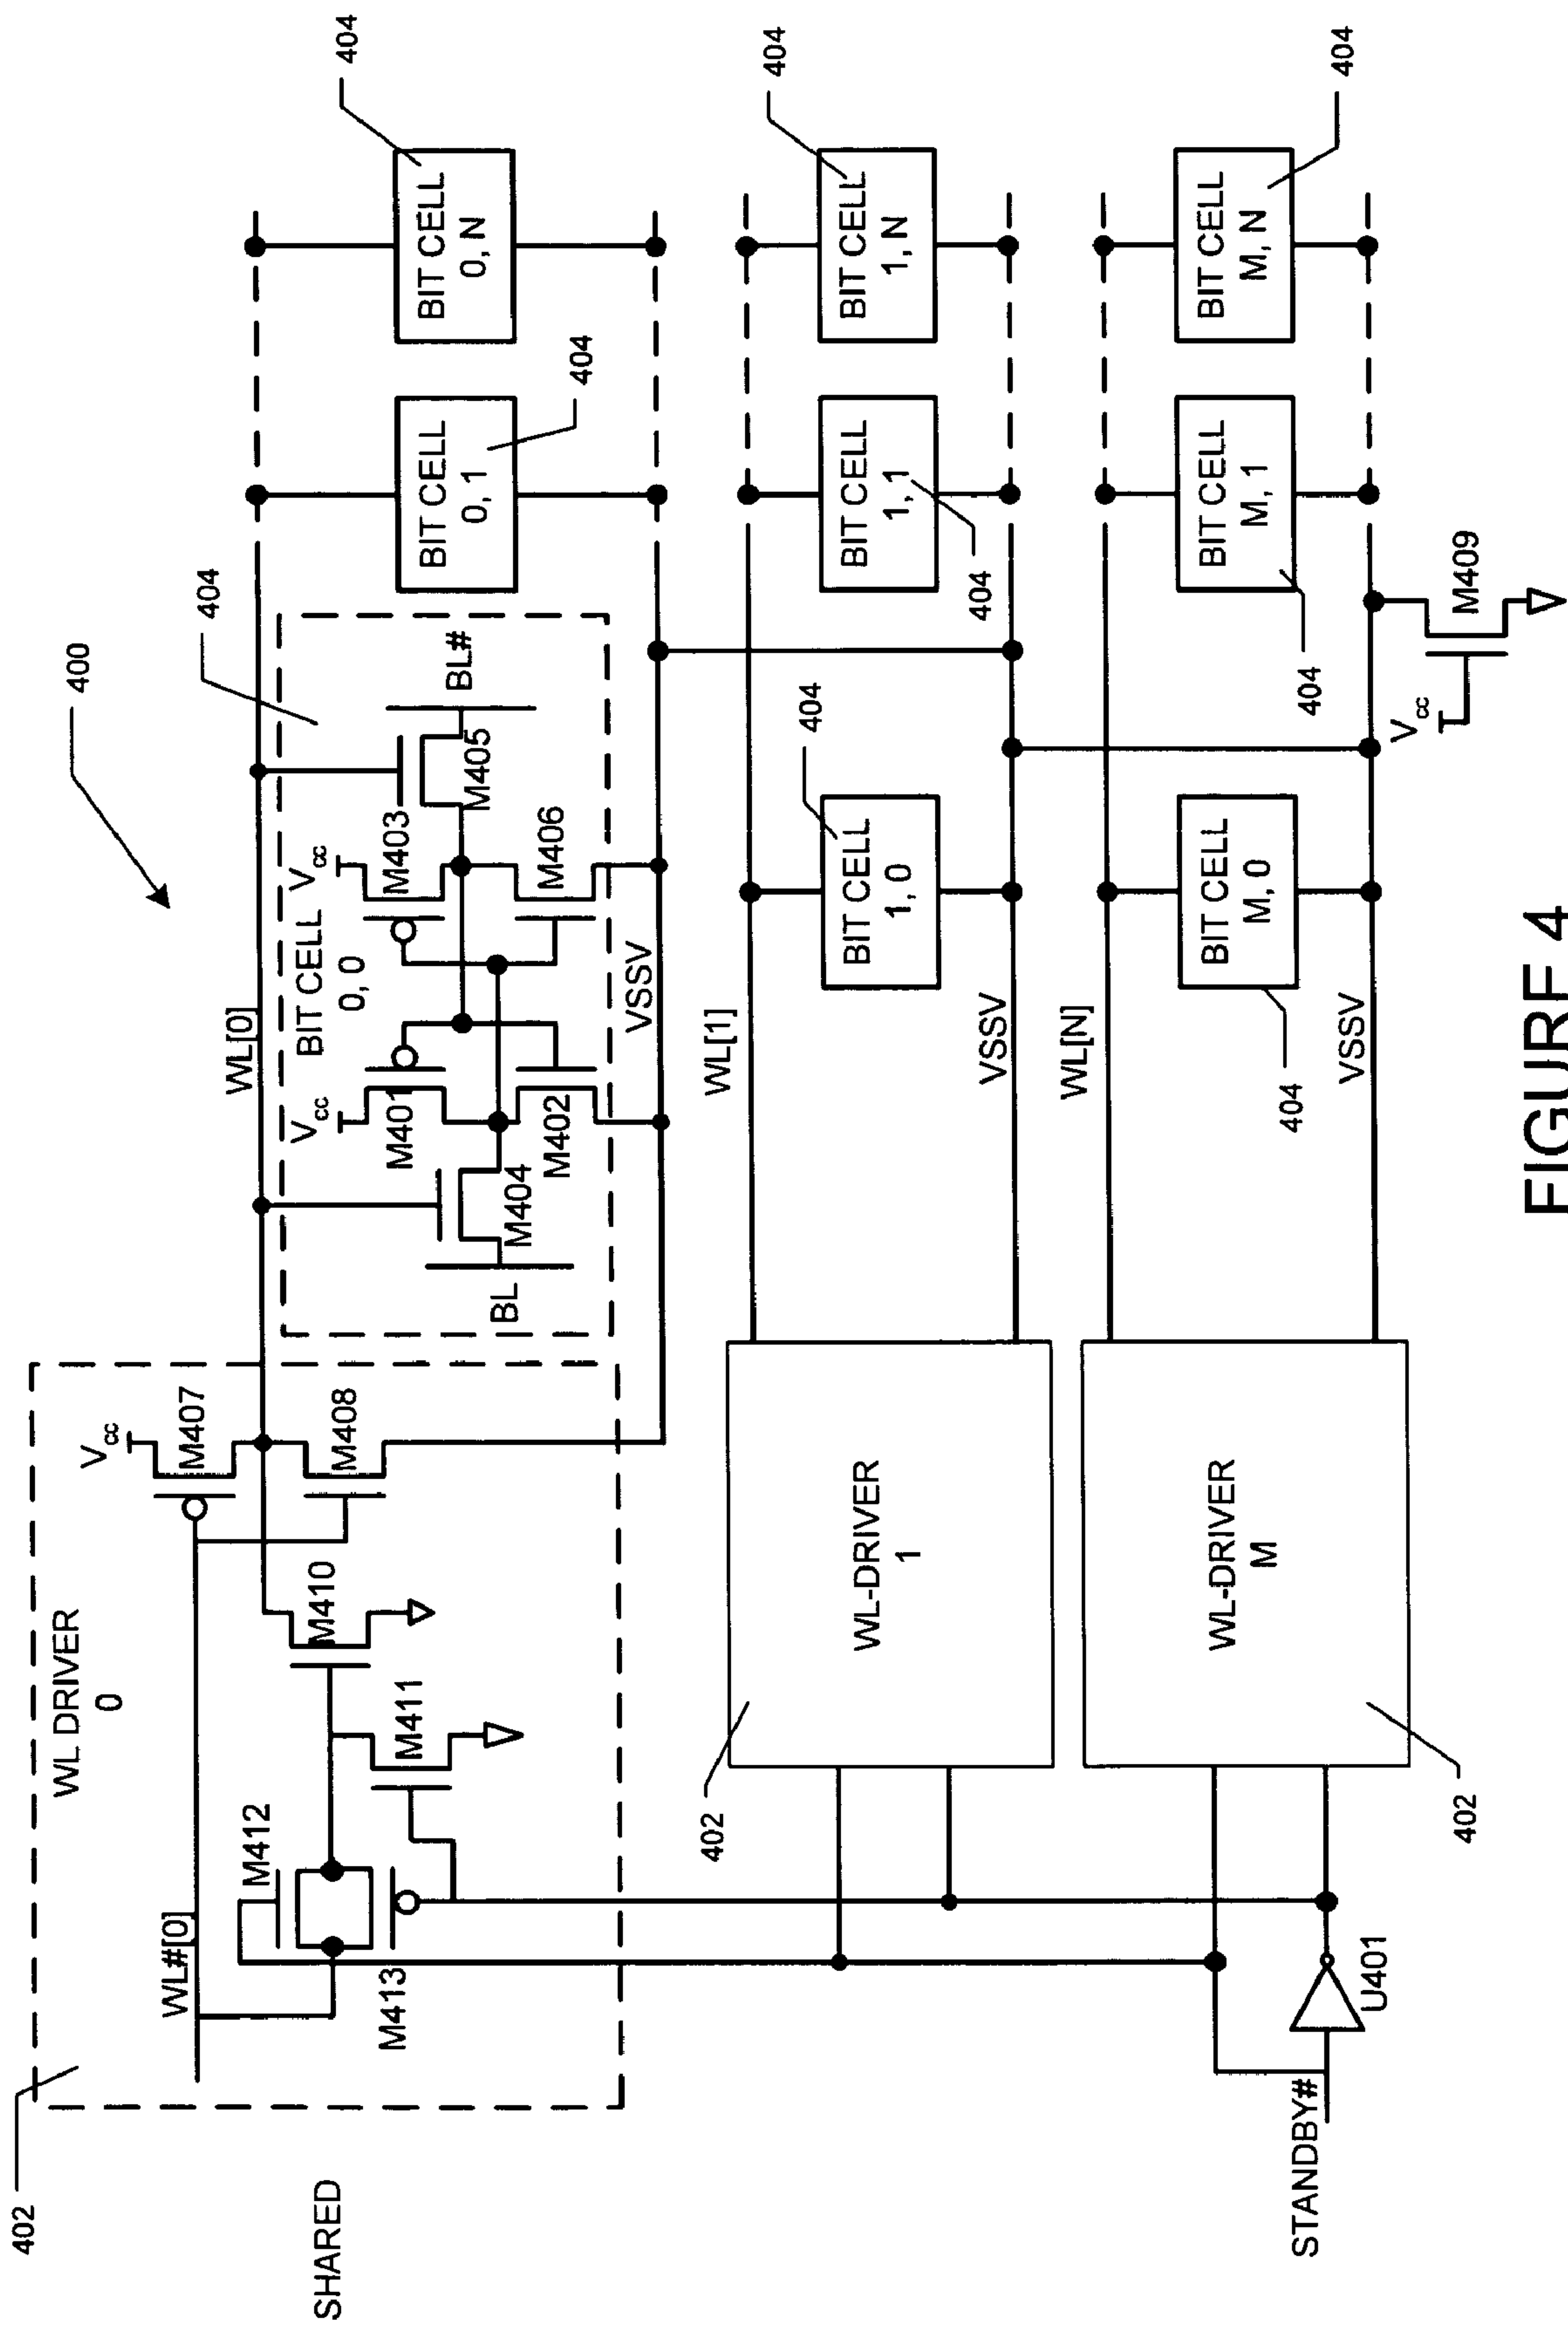 402
WL DRIVER
0
WL#[0]
M412
M413
M411
M410
Vcc
M407
M408
SHARED
400
WL[0]
404
BIT CELL
0, 0
Vcc
M401
Vcc
M403
M404
M402
M406
M405
BL
BL#
VSSV
BIT CELL
0, 1
404
BIT CELL
0, N
404
402
WL-DRIVER
1
WL[1]
VSSV
BIT CELL
1, 0
404
BIT CELL
1, 1
404
BIT CELL
1, N
404
402
WL-DRIVER
M
WL[N]
VSSV
BIT CELL
M, 0
404
BIT CELL
M, 1
404
BIT CELL
M, N
404
STANDBY#
U401
Vcc
M409
FIGURE 4